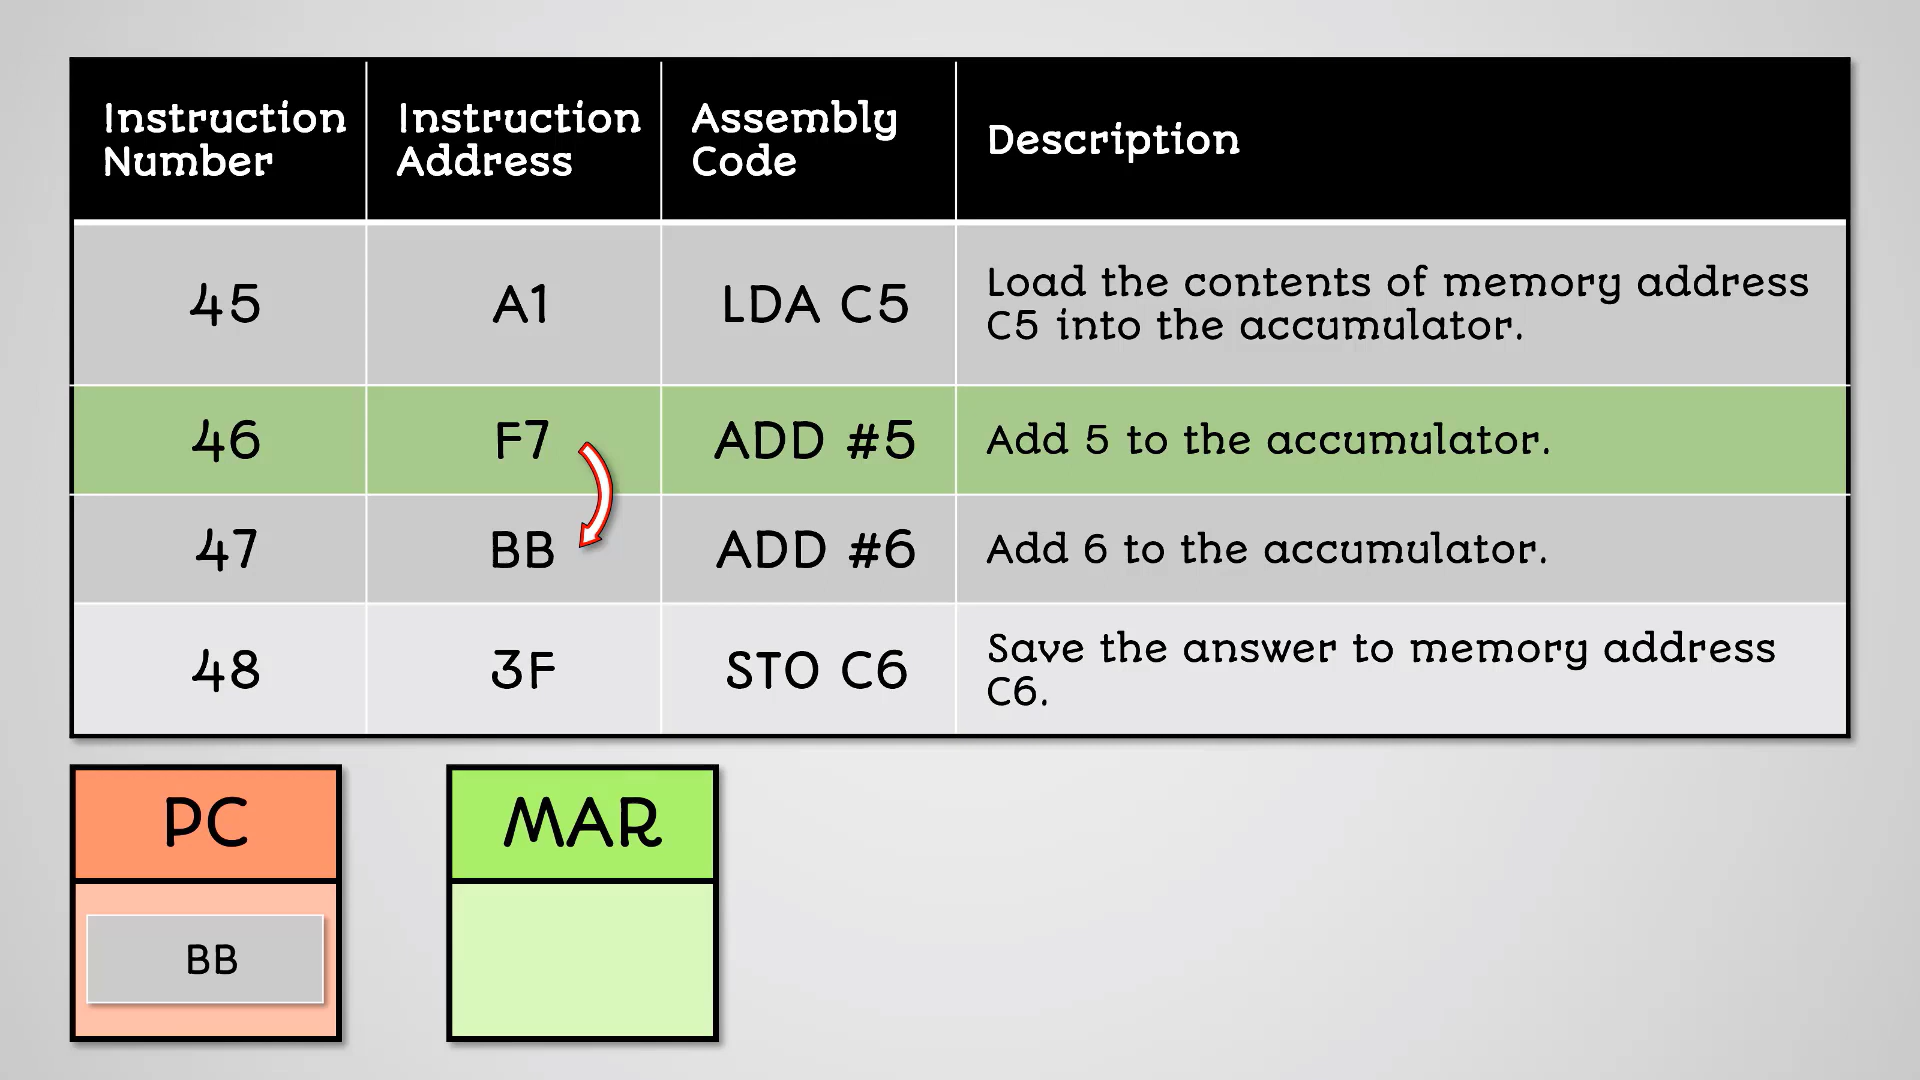 Instruction Number
Instruction Address
Assembly Code
Description
45
A1
LDA C5
Load the contents of memory address
C5 into the accumulator.
46
F7
ADD #5
Add 5 to the accumulator.
47
BB
ADD #6
Add 6 to the accumulator.
48
3F
STO C6
Save the answer to memory address
C6.
PC
MAR
BB